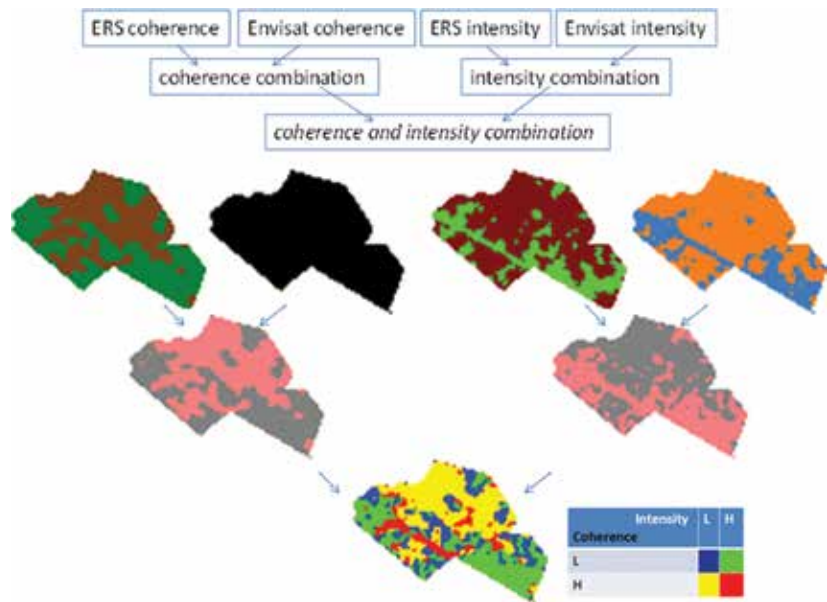 ERS coherence Envisat coherence ERS intensity Envisat intensity
coherence combination intensity combination
coherence and intensity combination
Intensity L H
Coherence
L
H